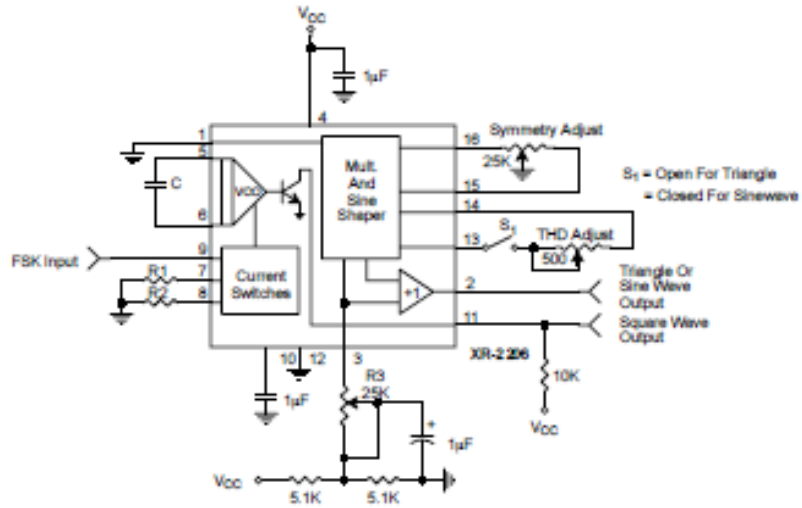 VCC
1µF
4
1
16
Symmetry Adjust
25K
5
Mult.
And
Sine
Shaper
S1 = Open For Triangle
= Closed For Sinewave
C
VCO
15
14
6
S1
THD Adjust
13
500
FSK Input
9
R1
7
Current
Switches
R2
8
+1
2
Triangle Or
Sine Wave
Output
11
Square Wave
Output
10
12
3
XR-2206
1µF
R3
25K
10K
+
1µF
VCC
VCC
5.1K
5.1K